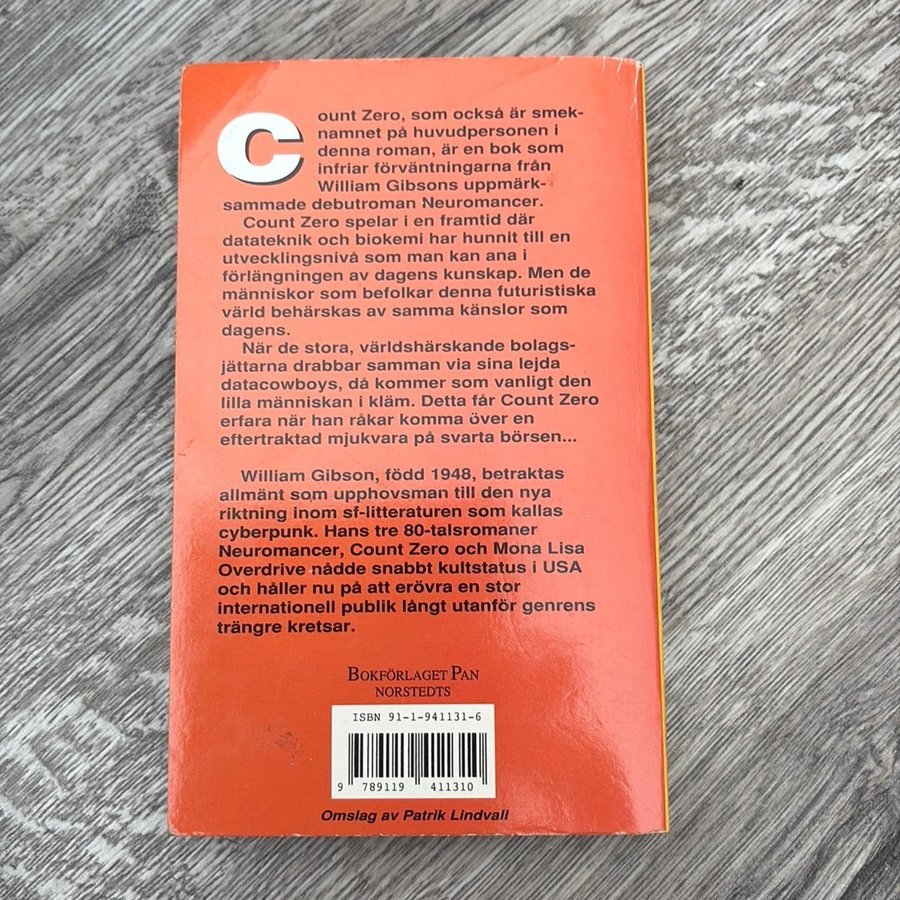 Count Zero, som också är smek-
namnet på huvudpersonen i
denna roman, är en bok som
infriar förväntningarna från
William Gibsons uppmärk-
sammade debutroman Neuromancer.
Count Zero spelar i en framtid där
datateknik och biokemi har hunnit till en
utvecklingsnivå som man kan ana i
förlängningen av dagens kunskap. Men de
människor som befolkar denna futuristiska
värld behärskas av samma känslor som
dagens.
När de stora, världshärskande bolags-
jättarna drabbar samman via sina lejda
datacowboys, då kommer som vanligt den
lilla människan i kläm. Detta får Count Zero
erfara när han råkar komma över en
eftertraktad mjukvara på svarta börsen...
William Gibson, född 1948, betraktas
allmänt som upphovsman till den nya
riktning inom sf-litteraturen som kallas
cyberpunk. Hans tre 80-talsromaner
Neuromancer, Count Zero och Mona Lisa
Overdrive nådde snabbt kultstatus i USA
och håller nu på att erövra en stor
internationell publik långt utanför genrens
trängre kretsar.
BOKFÖRLAGET PAN
NORSTEDTS
ISBN 91-1-941131-6
9 789119 411310
Omslag av Patrik Lindvall